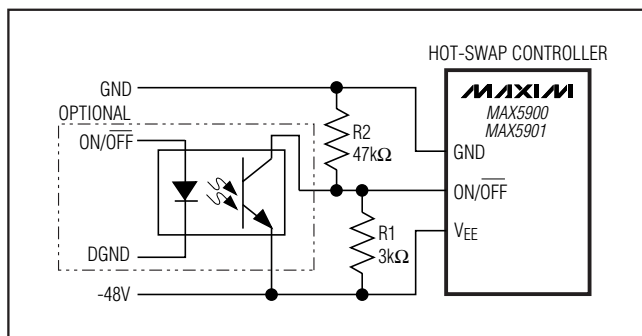 HOT-SWAP CONTROLLER
MAXIM
MAX5900
MAX5901
GND
OPTIONAL
ON/OFF
DGND
-48V
R2
47kΩ
R1
3kΩ
GND
ON/OFF
VEE